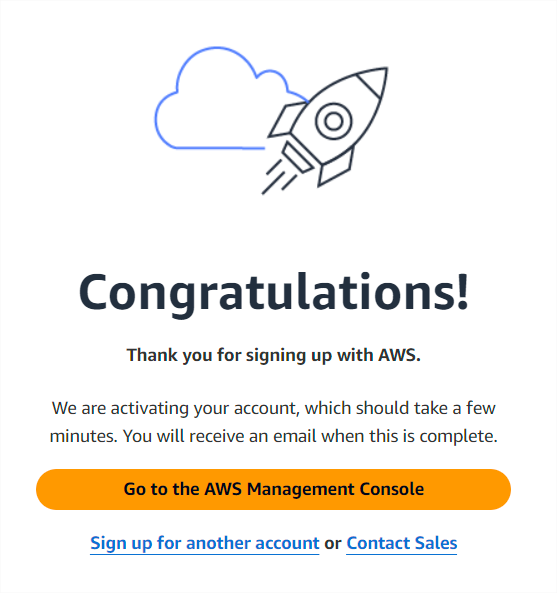 Congratulations!
Thank you for signing up with AWS.
We are activating your account, which should take a few
minutes. You will receive an email when this is complete.
Go to the AWS Management Console
Sign up for another account or Contact Sales